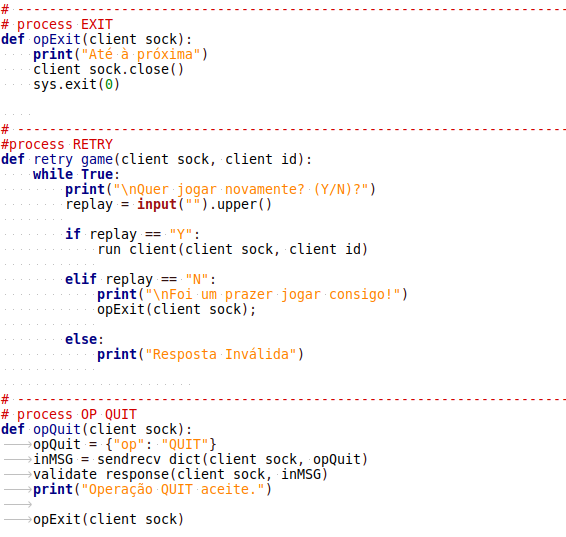 # ---------------------------------------------------------------------
# process EXIT
def opExit(client sock):
    print("Até à próxima")
    client sock.close()
    sys.exit(0)

# ---------------------------------------------------------------------
#process RETRY
def retry game(client sock, client id):
    while True:
        print("\nQuer jogar novamente? (Y/N)?")
        replay = input("").upper()

        if replay == "Y":
            run client(client sock, client id)

        elif replay == "N":
            print("\nFoi um prazer jogar consigo!")
            opExit(client sock);

        else:
            print("Resposta Inválida")

# ---------------------------------------------------------------------
# process OP QUIT
def opQuit(client sock):
    opQuit = {"op": "QUIT"}
    inMSG = sendrecv dict(client sock, opQuit)
    validate response(client sock, inMSG)
    print("Operação QUIT aceite.")

    opExit(client sock)